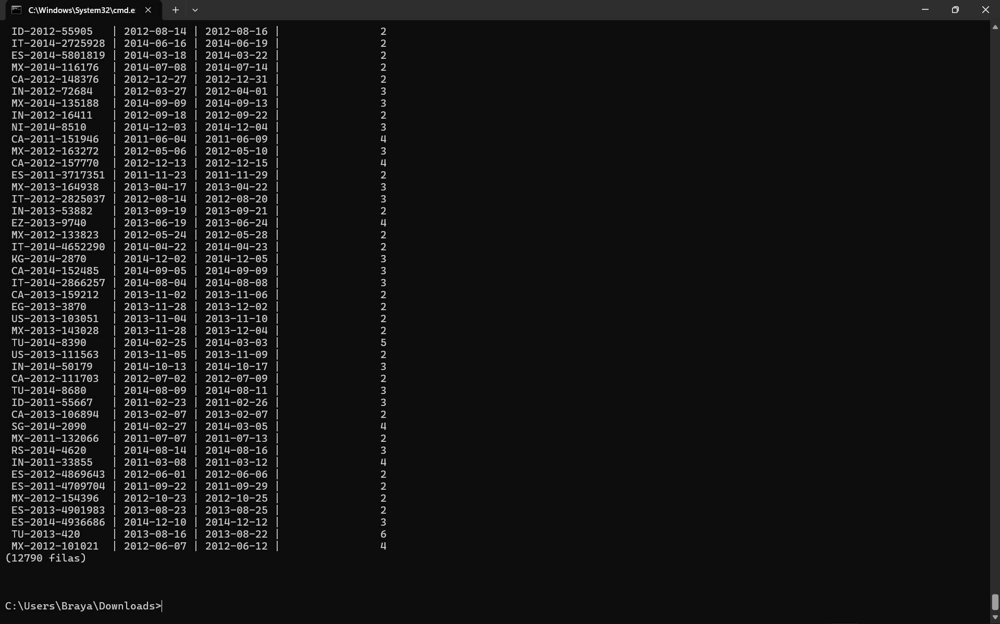 C:\Windows\System32\cmd.e
ID-2012-55905 | 2012-08-14 | 2012-08-16 | 2
IT-2014-2725928 | 2014-06-16 | 2014-06-19 | 2
ES-2014-5801819 | 2014-03-18 | 2014-03-22 | 2
MX-2014-116176 | 2014-07-08 | 2014-07-14 | 2
CA-2012-148376 | 2012-12-27 | 2012-12-31 | 2
IN-2012-72684 | 2012-03-27 | 2012-04-01 | 3
MX-2014-135188 | 2014-09-09 | 2014-09-13 | 3
IN-2012-16411 | 2012-09-18 | 2012-09-22 | 2
NI-2014-8510 | 2014-12-03 | 2014-12-04 | 3
CA-2011-151946 | 2011-06-04 | 2011-06-09 | 4
MX-2012-163272 | 2012-05-06 | 2012-05-10 | 3
CA-2012-157770 | 2012-12-13 | 2012-12-15 | 4
ES-2011-3717351 | 2011-11-23 | 2011-11-29 | 2
MX-2013-164938 | 2013-04-17 | 2013-04-22 | 3
IT-2012-2825037 | 2012-08-14 | 2012-08-20 | 3
IN-2013-53882 | 2013-09-19 | 2013-09-21 | 2
EZ-2013-9740 | 2013-06-19 | 2013-06-24 | 4
MX-2012-133823 | 2012-05-24 | 2012-05-28 | 2
IT-2014-4652290 | 2014-04-22 | 2014-04-23 | 2
KG-2014-2870 | 2014-12-02 | 2014-12-05 | 3
CA-2014-152485 | 2014-09-05 | 2014-09-09 | 3
IT-2014-2866257 | 2014-08-04 | 2014-08-08 | 3
CA-2013-159212 | 2013-11-02 | 2013-11-06 | 2
EG-2013-3870 | 2013-11-28 | 2013-12-02 | 2
US-2013-103051 | 2013-11-04 | 2013-11-10 | 2
MX-2013-143028 | 2013-11-28 | 2013-12-04 | 2
TU-2014-8390 | 2014-02-25 | 2014-03-03 | 5
US-2013-111563 | 2013-11-05 | 2013-11-09 | 2
IN-2014-50179 | 2014-10-13 | 2014-10-17 | 3
CA-2012-111703 | 2012-07-02 | 2012-07-09 | 2
TU-2014-8680 | 2014-08-09 | 2014-08-11 | 3
ID-2011-55667 | 2011-02-23 | 2011-02-26 | 3
CA-2013-106894 | 2013-02-07 | 2013-02-07 | 2
SG-2014-2090 | 2014-02-27 | 2014-03-05 | 4
MX-2011-132066 | 2011-07-07 | 2011-07-13 | 2
RS-2014-4620 | 2014-08-14 | 2014-08-16 | 3
IN-2011-33855 | 2011-03-08 | 2011-03-12 | 4
ES-2012-4869643 | 2012-06-01 | 2012-06-06 | 2
ES-2011-4709704 | 2011-09-22 | 2011-09-29 | 2
MX-2012-154396 | 2012-10-23 | 2012-10-25 | 2
ES-2013-4901983 | 2013-08-23 | 2013-08-25 | 2
ES-2014-4936686 | 2014-12-10 | 2014-12-12 | 3
TU-2013-420 | 2013-08-16 | 2013-08-22 | 6
MX-2012-101021 | 2012-06-07 | 2012-06-12 | 4
(12790 filas)
C:\Users\Braya\Downloads>